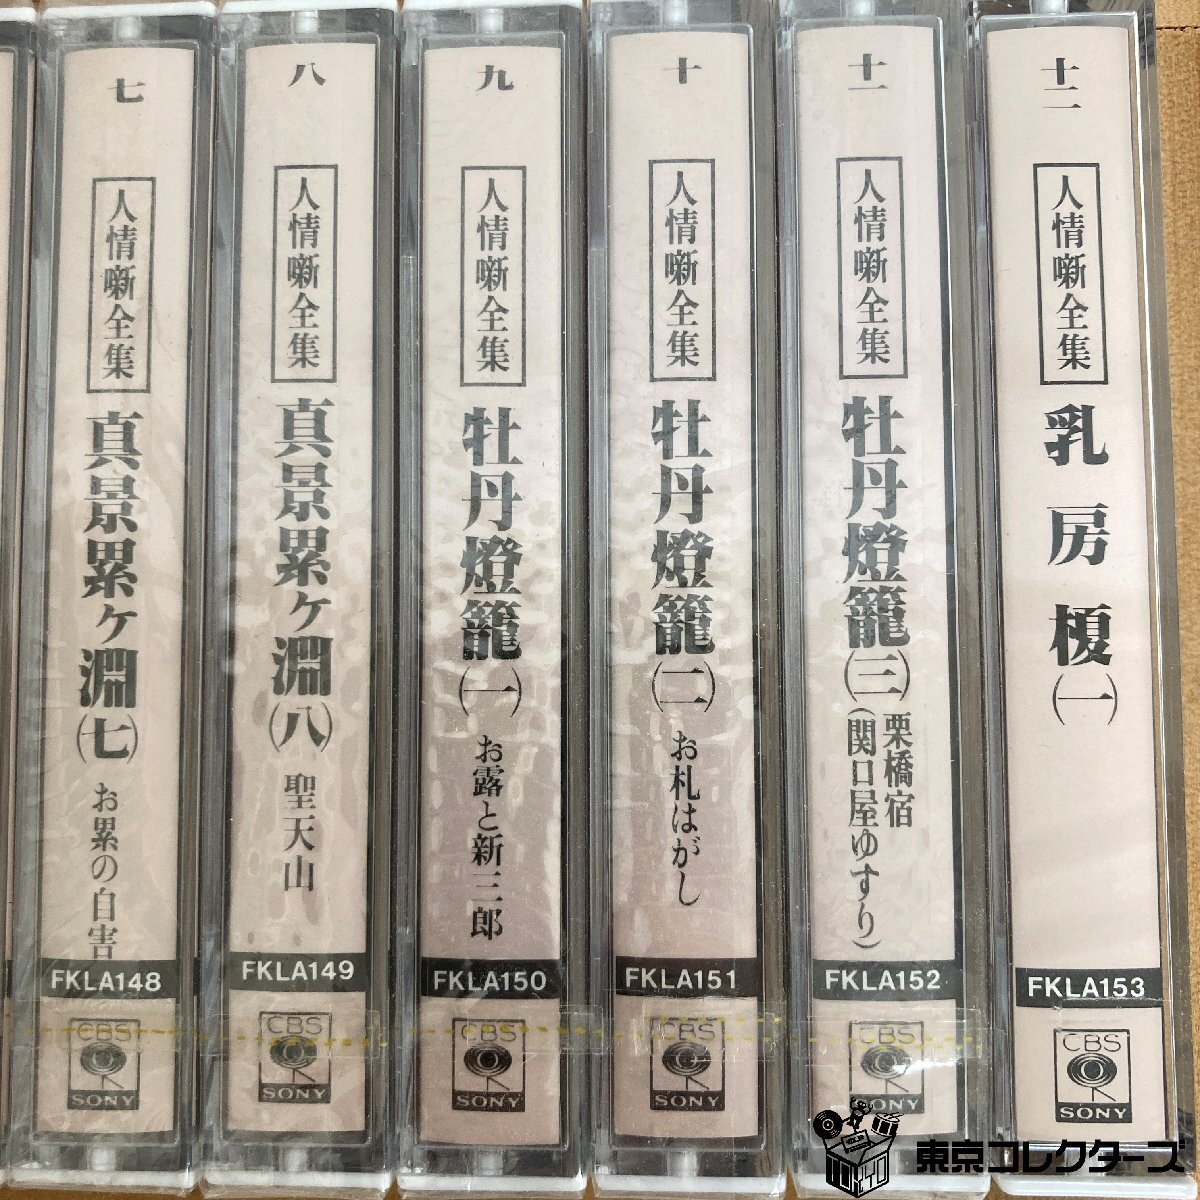 七
人情噺全集
真景累ヶ淵(七)
お累の自害
FKLA148
CBS
SONY
八
人情噺全集
真景累ヶ淵(八)
聖天山
FKLA149
CBS
SONY
九
人情噺全集
牡丹燈籠(一)
お露と新三郎
FKLA150
CBS
SONY
十
人情噺全集
牡丹燈籠(二)
お札はがし
FKLA151
CBS
SONY
十一
人情噺全集
牡丹燈籠(三)
栗橋宿
(関口屋ゆすり)
FKLA152
CBS
SONY
十二
人情噺全集
乳房榎(一)
FKLA153
CBS
SONY
TOKYO
東京コレクターズ